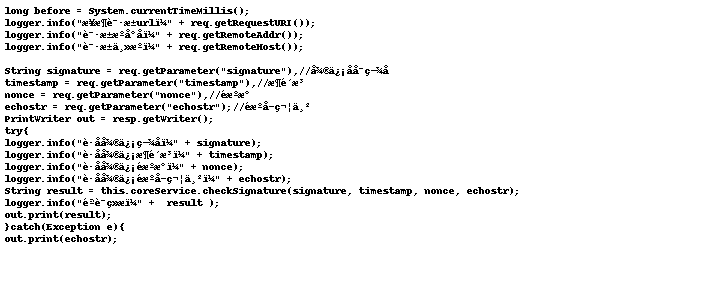 long before = System.currentTimeMillis();
logger.info("æ¥æ¶è¯·æ±urlï¼" + req.getRequestURI());
logger.info("è¯·æ±æºå°åï¼" + req.getRemoteAddr());
logger.info("è¯·æ±ä¸»æºï¼" + req.getRemoteHost());
String signature = req.getParameter("signature"),//å¾®ä¿¡åå¯ç­¾å
timestamp = req.getParameter("timestamp"),//æ¶é´æ³
nonce = req.getParameter("nonce"),//éæºæ°
echostr = req.getParameter("echostr");//éæºå­ç¬¦ä¸²
PrintWriter out = resp.getWriter();
try{
logger.info("è·åå¾®ä¿¡ç­¾åï¼" + signature);
logger.info("è·åå¾®ä¿¡æ¶é´æ³ï¼" + timestamp);
logger.info("è·åå¾®ä¿¡éæºæ°ï¼" + nonce);
logger.info("è·åå¾®ä¿¡éæºå­ç¬¦ä¸²ï¼" + echostr);
String result = this.coreService.checkSignature(signature, timestamp, nonce, echostr);
logger.info("éªè¯ç»æï¼" +  result );
out.print(result);
}catch(Exception e){
out.print(echostr);